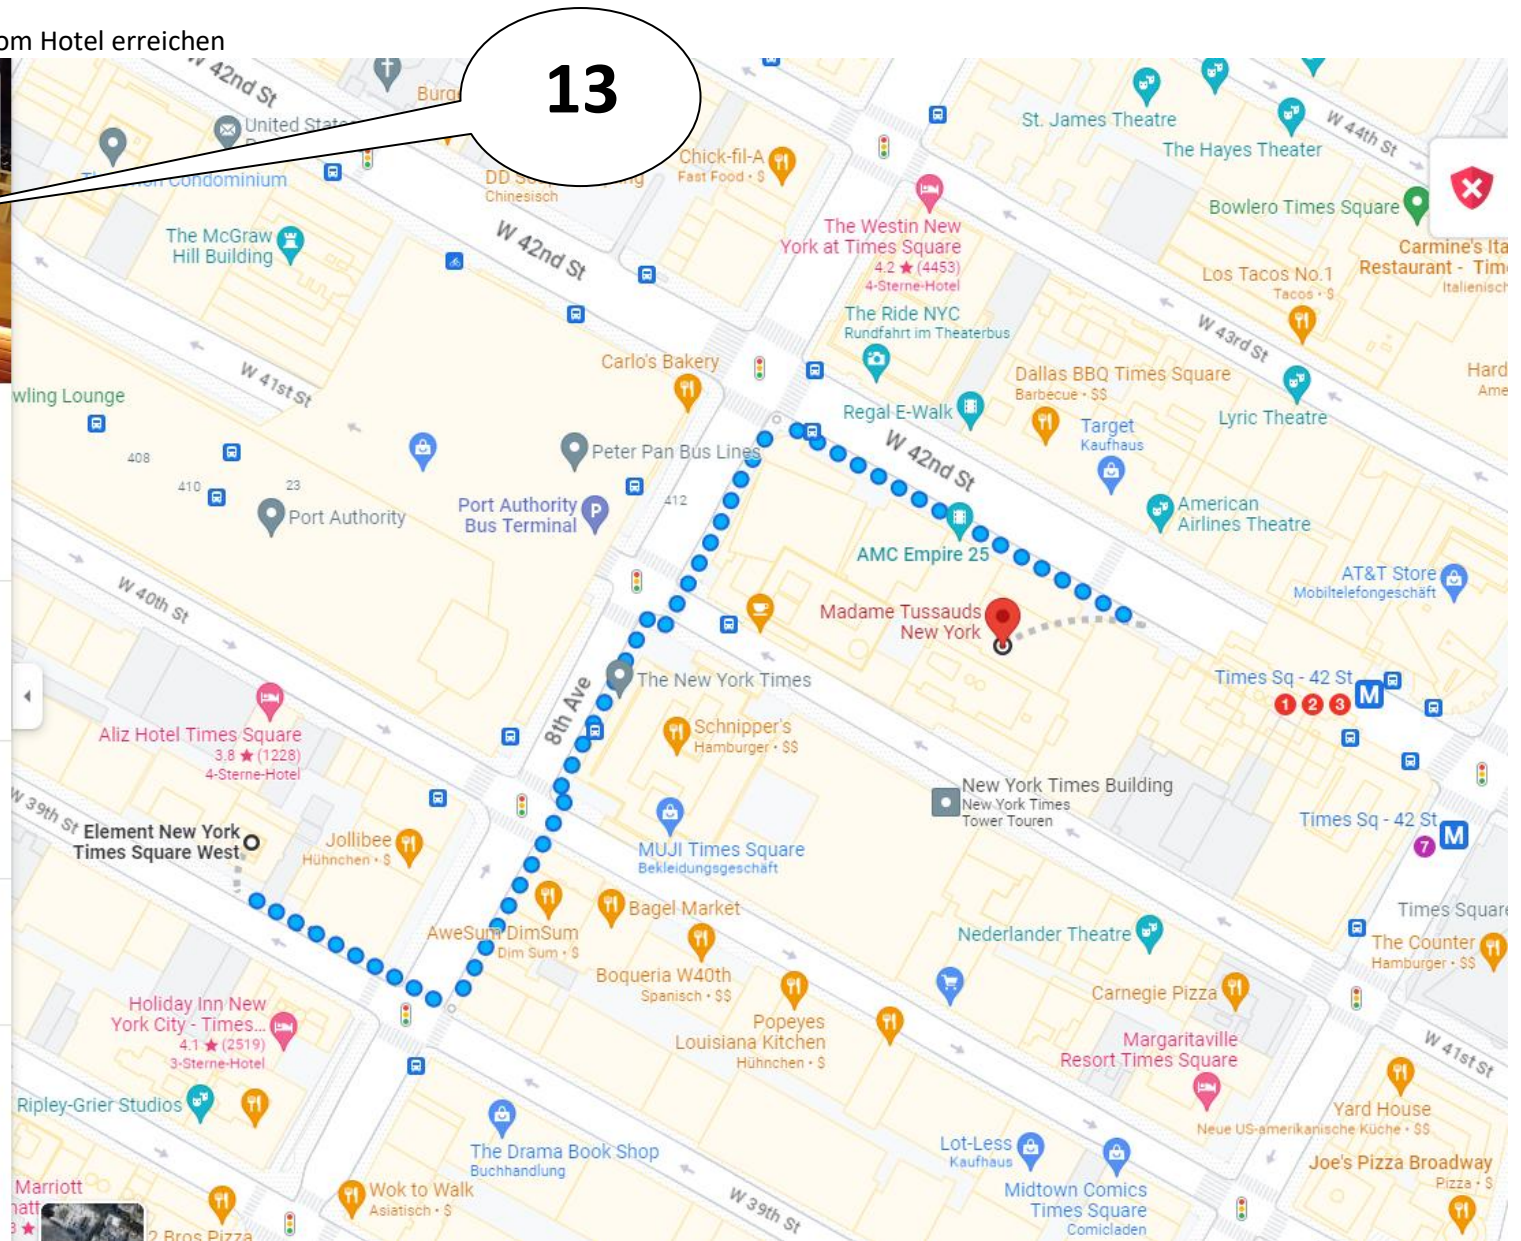 om Hotel erreichen
13
W 42nd St
United State
Condominium
Chick-fil-A
Fast Food · $
Chinesisch
St. James Theatre
The Hayes Theater
W 44th St
Bowlero Times Square
Carmine's Ita
Restaurant - Time
Italienisch
The McGraw
Hill Building
W 42nd St
The Westin New
York at Times Square
4.2 ★ (4453)
4-Sterne-Hotel
Los Tacos No.1
Tacos · $
The Ride NYC
Rundfahrt im Theaterbus
W 43rd St
W 41st St
Carlo's Bakery
Dallas BBQ Times Square
Barbecue · $$
Hard
Ame
wling Lounge
Regal E-Walk
Target
Kaufhaus
Lyric Theatre
W 42nd St
408
410
23
Peter Pan Bus Lines
412
Port Authority
Port Authority
Bus Terminal
P
American
Airlines Theatre
AMC Empire 25
AT&T Store
Mobiltelefongeschäft
W 40th St
Madame Tussauds
New York
The New York Times
8th Ave
Times Sq - 42 St
M
1 2 3
Aliz Hotel Times Square
3.8 ★ (1228)
4-Sterne-Hotel
Schnipper's
Hamburger · $$
New York Times Building
New York Times
Tower Touren
W 39th St
Element New York
Times Square West
Jollibee
Hühnchen · $
MUJI Times Square
Bekleidungsgeschäft
Times Sq - 42 St
M
7
AweSum DimSum
Dim Sum · $
Bagel Market
Boqueria W40th
Spanisch · $$
Nederlander Theatre
Times Square
The Counter
Hamburger · $$
Carnegie Pizza
Holiday Inn New
York City - Times...
4.1 ★ (2519)
3-Sterne-Hotel
Popeyes
Louisiana Kitchen
Hühnchen · $
Margaritaville
Resort Times Square
W 41st St
Ripley-Grier Studios
Yard House
Neue US-amerikanische Küche · $$
The Drama Book Shop
Buchhandlung
Lot-Less
Kaufhaus
Joe's Pizza Broadway
Pizza · $
Marriott
Wok to Walk
Asiatisch · $
W 39th St
Midtown Comics
Times Square
Comicladen
2 Bros Pizza